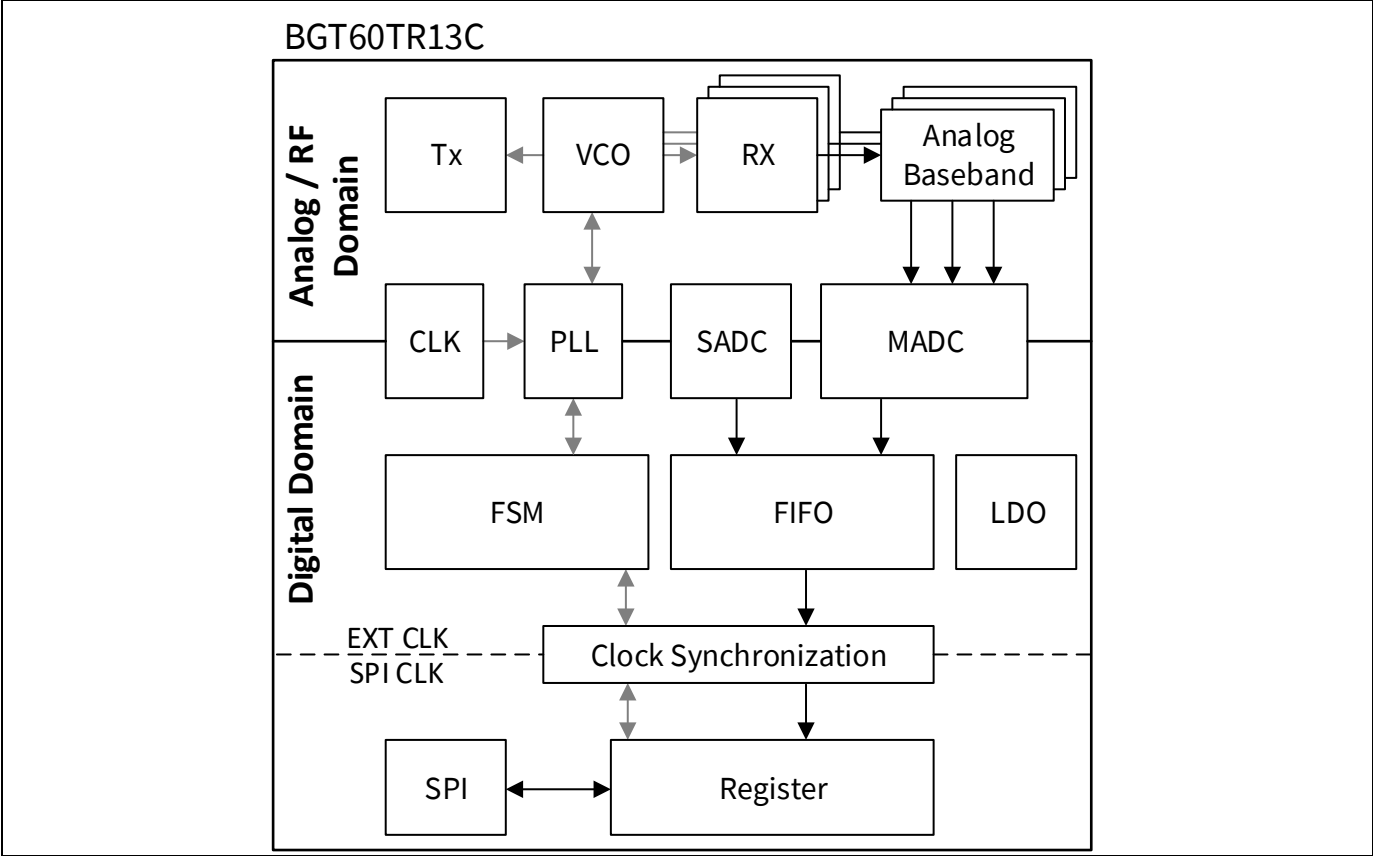 BGT60TR13C
Analog / RF
Domain
Tx
VCO
RX
Analog
Baseband
CLK
PLL
SADC
MADC
Digital Domain
FSM
FIFO
LDO
EXT CLK
SPI CLK
Clock Synchronization
SPI
Register